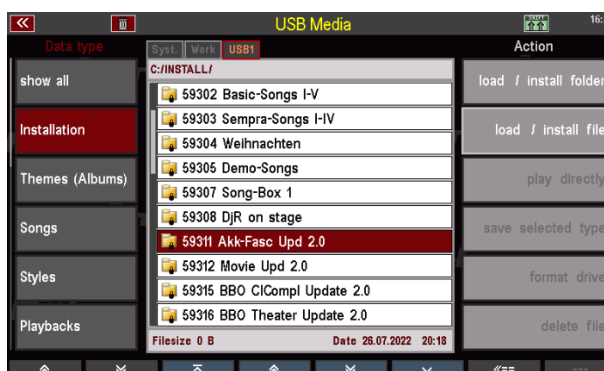 USB Media
SHIFT
16:
Data type
Syst. Work USB1
Action
C:/INSTALL/
show all
Installation
Themes (Albums)
Songs
Styles
Playbacks
59302 Basic-Songs I-V
59303 Sempra-Songs I-IV
59304 Weihnachten
59305 Demo-Songs
59307 Song-Box 1
59308 DjR on stage
59311 Akk-Fasc Upd 2.0
59312 Movie Upd 2.0
59315 BBO ClCompl Update 2.0
59316 BBO Theater Update 2.0
Filesize 0 B Date 26.07.2022 20:18
load / install folder
load / install file
play directly
save selected type
format drive
delete file